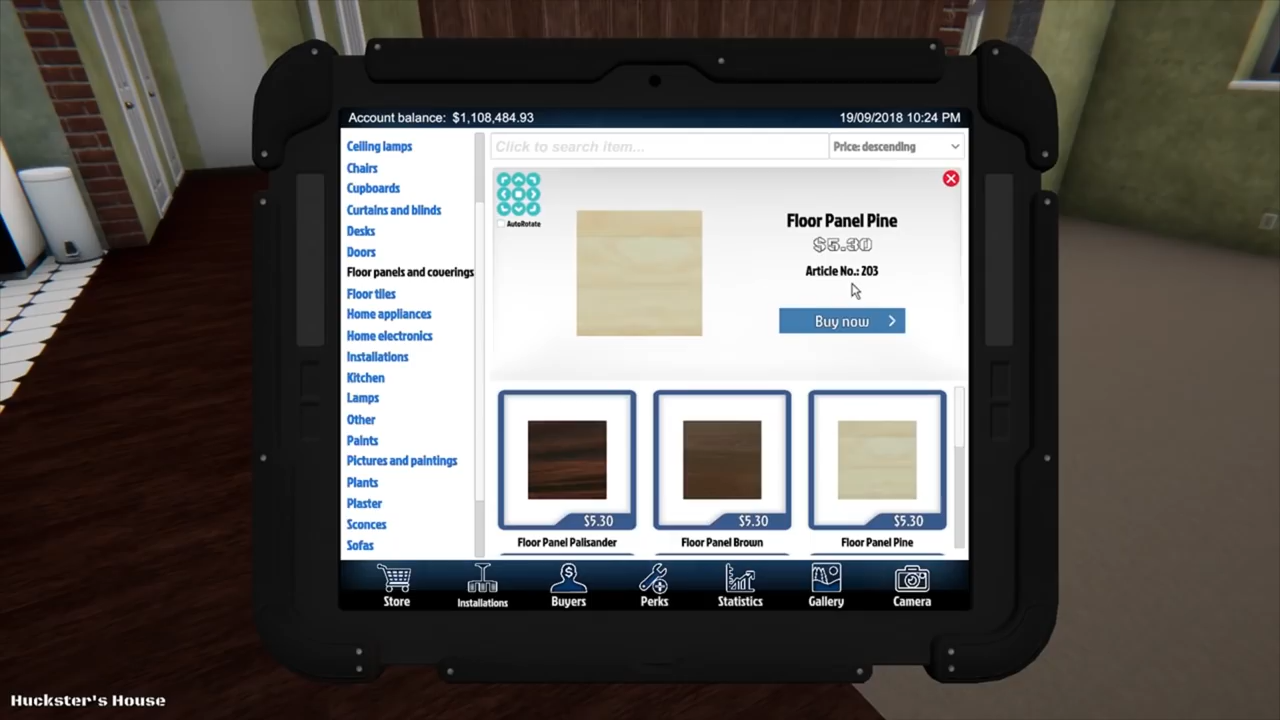 Account balance: $1,108,484.93
19/09/2018 10:24 PM
Ceiling lamps
Chairs
Cupboards
Curtains and blinds
Desks
Doors
Floor panels and coverings
Floor tiles
Home appliances
Home electronics
Installations
Kitchen
Lamps
Other
Paints
Pictures and paintings
Plants
Plaster
Sconces
Sofas
Click to search item...
Price: descending
AutoRotate
Floor Panel Pine
$5.30
Article No.: 203
Buy now
$5.30
$5.30
$5.30
Floor Panel Palisander
Floor Panel Brown
Floor Panel Pine
Store
Installations
Buyers
Perks
Statistics
Gallery
Camera
Huckster's House